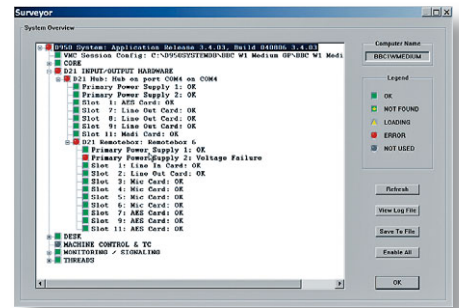 Surveyor
System Overview
D950 System: Application Release 3.4.03, Build 040806 3.4.03
VMC Session Config: C:\D950SYSTEMDB\BBC W1 Medium GP\BBC W1 Medi
CORE
D21 INPUT/OUTPUT HARDWARE
D21 Hub: Hub on port COM4 on COM4
Primary Power Supply 1: OK
Primary Power Supply 2: OK
Slot 1: AES Card: OK
Slot 7: Line Out Card: OK
Slot 8: Line Out Card: OK
Slot 9: Line Out Card: OK
Slot 11: Madi Card: OK
D21 Remotebox: Remotebox 6
Primary Power Supply 1: OK
Primary Power Supply 2: Voltage Failure
Slot 1: Line In Card: OK
Slot 2: Line Out Card: OK
Slot 3: Mic Card: OK
Slot 4: Mic Card: OK
Slot 5: Mic Card: OK
Slot 6: Mic Card: OK
Slot 7: AES Card: OK
Slot 9: AES Card: OK
Slot 11: AES Card: OK
DESK
MACHINE CONTROL & TC
MONITORING / SIGNALING
THREADS
Computer Name
BBC1WMEDIUM
Legend
OK
NOT FOUND
LOADING
ERROR
NOT USED
Refresh
View Log File
Save To File
Enable All
OK